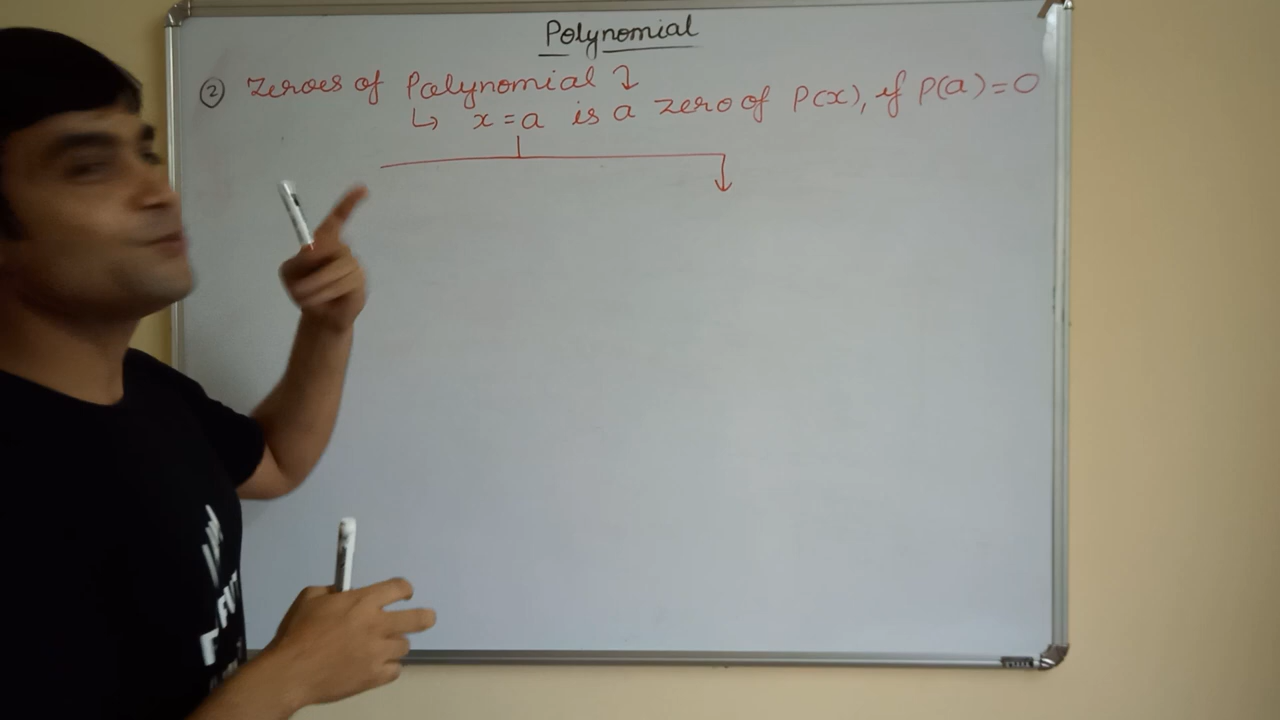 Polynomial
② Zeroes of Polynomial ↴
↳ x = a is a zero of P(x), if P(a) = 0